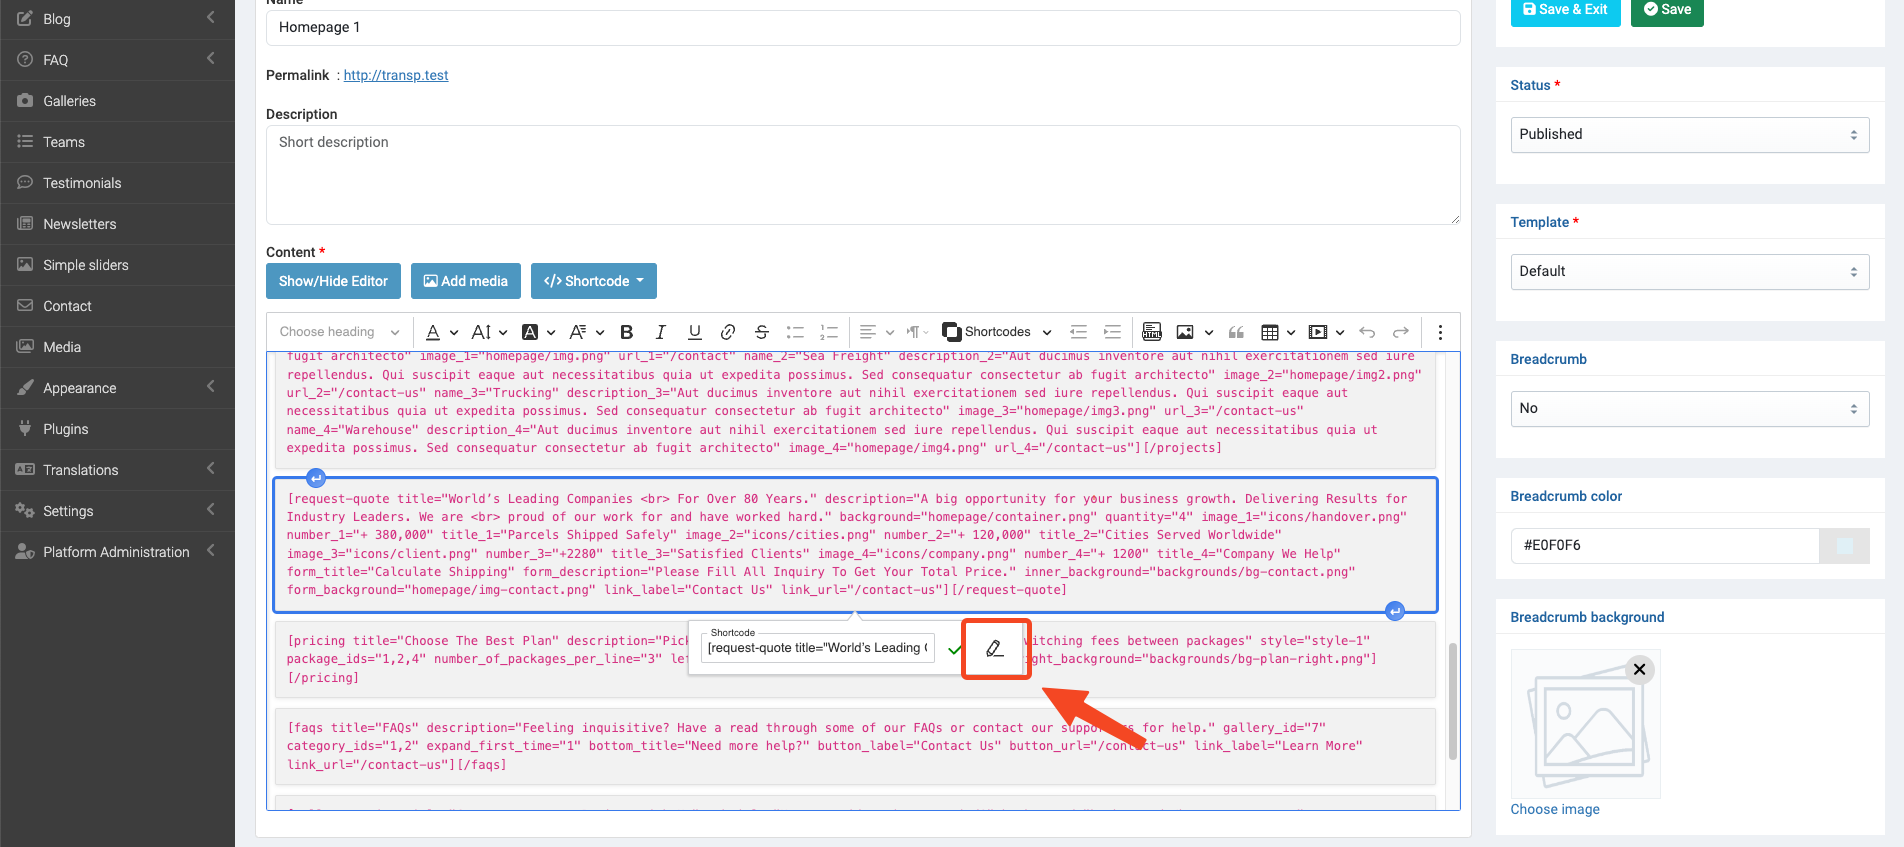 Blog
FAQ
Galleries
Teams
Testimonials
Newsletters
Simple sliders
Contact
Media
Appearance
Plugins
Translations
Settings
Platform Administration
Name
Homepage 1
Permalink : http://transp.test
Description
Short description
Content *
Show/Hide Editor
Add media
</> Shortcode
Choose heading
Shortcodes
fugit architecto" image_1="homepage/img.png" url_1="/contact" name_2="Sea Freight" description_2="Aut ducimus inventore aut nihil exercitationem sed iure
repellendus. Qui suscipit eaque aut necessitatibus quia ut expedita possimus. Sed consequatur consectetur ab fugit architecto" image_2="homepage/img2.png"
url_2="/contact-us" name_3="Trucking" description_3="Aut ducimus inventore aut nihil exercitationem sed iure repellendus. Qui suscipit eaque aut
necessitatibus quia ut expedita possimus. Sed consequatur consectetur ab fugit architecto" image_3="homepage/img3.png" url_3="/contact-us"
name_4="Warehouse" description_4="Aut ducimus inventore aut nihil exercitationem sed iure repellendus. Qui suscipit eaque aut necessitatibus quia ut
expedita possimus. Sed consequatur consectetur ab fugit architecto" image_4="homepage/img4.png" url_4="/contact-us"][/projects]
[request-quote title="World’s Leading Companies <br> For Over 80 Years." description="A big opportunity for your business growth. Delivering Results for
Industry Leaders. We are <br> proud of our work for and have worked hard." background="homepage/container.png" quantity="4" image_1="icons/handover.png"
number_1="+ 380,000" title_1="Parcels Shipped Safely" image_2="icons/cities.png" number_2="+ 120,000" title_2="Cities Served Worldwide"
image_3="icons/client.png" number_3="+2280" title_3="Satisfied Clients" image_4="icons/company.png" number_4="+ 1200" title_4="Company We Help"
form_title="Calculate Shipping" form_description="Please Fill All Inquiry To Get Your Total Price." inner_background="backgrounds/bg-contact.png"
form_background="homepage/img-contact.png" link_label="Contact Us" link_url="/contact-us"][/request-quote]
Shortcode
[request-quote title="World’s Leading
[pricing title="Choose The Best Plan" description="Pick witching fees between packages" style="style-1"
package_ids="1,2,4" number_of_packages_per_line="3" ight_background="backgrounds/bg-plan-right.png"]
[/pricing]
[faqs title="FAQs" description="Feeling inquisitive? Have a read through some of our FAQs or contact our for help." gallery_id="7"
category_ids="1,2" expand_first_time="1" bottom_title="Need more help?" button_label="Contact Us" button_url="/contact-us" link_label="Learn More"
link_url="/contact-us"][/faqs]
Save & Exit
Save
Status *
Published
Template *
Default
Breadcrumb
No
Breadcrumb color
#E0F0F6
Breadcrumb background
Choose image